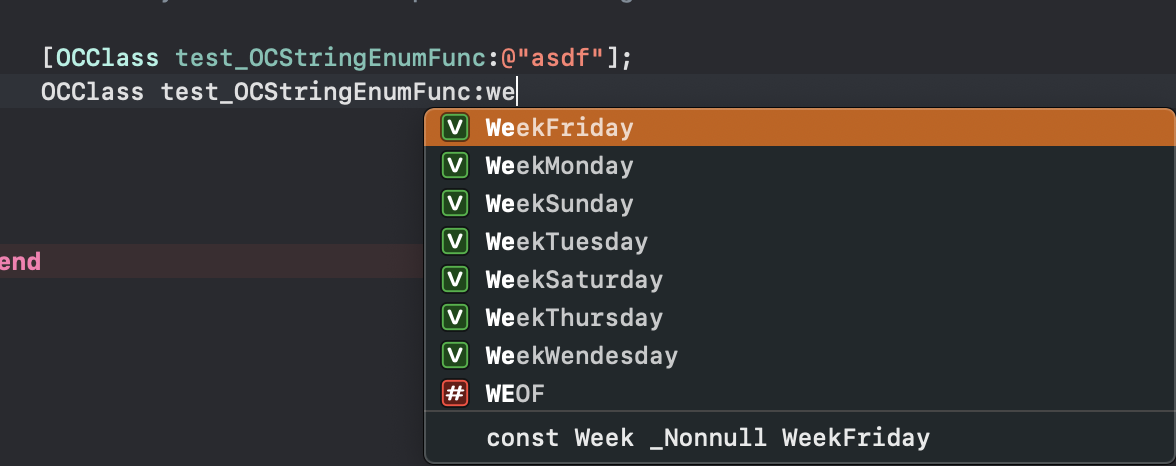 [OCClass test_OCStringEnumFunc:@"asdf"];
OCClass test_OCStringEnumFunc:we
V WeekFriday
V WeekMonday
V WeekSunday
V WeekTuesday
end
V WeekSaturday
V WeekThursday
V WeekWendesday
# WEOF
const Week _Nonnull WeekFriday